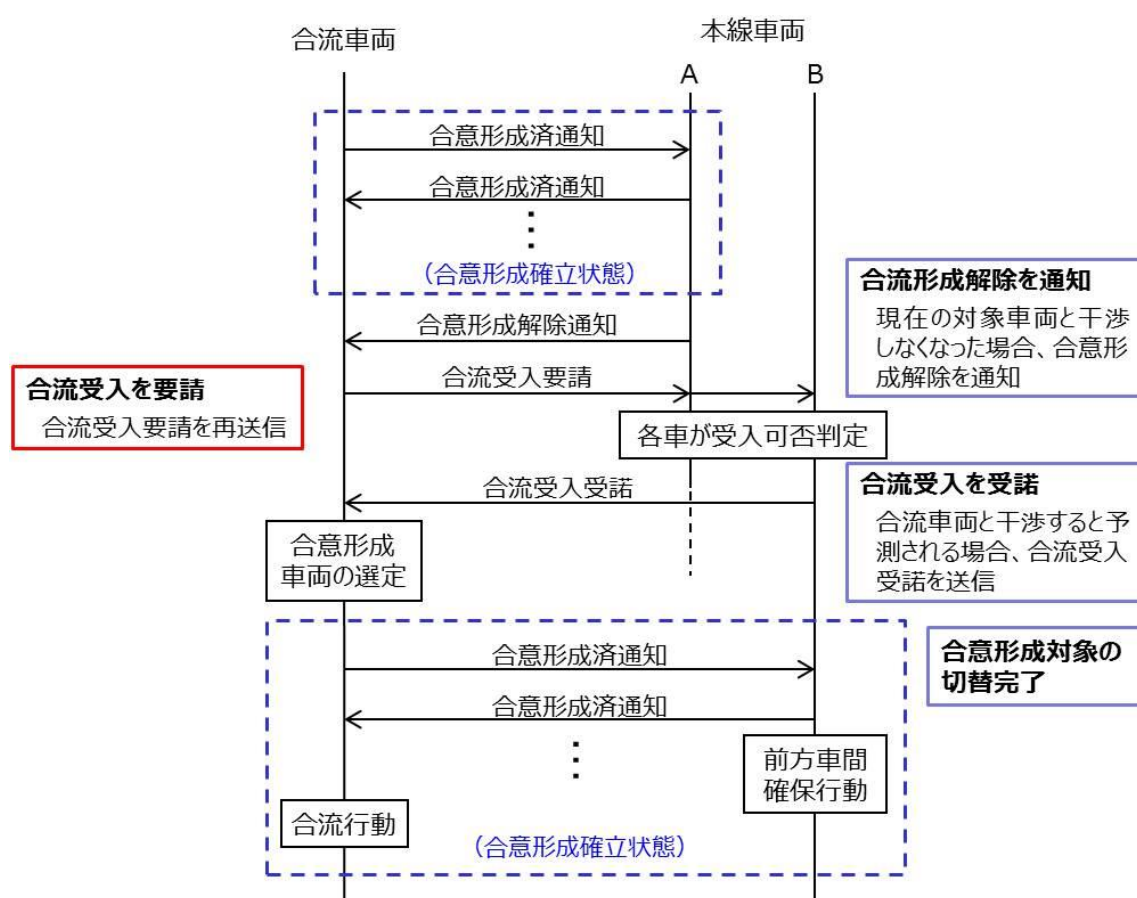 合流車両
本線車両
A
B
合意形成済通知
合意形成済通知
(合意形成確立状態)
合流形成解除を通知
現在の対象車両と干渉
しなくなった場合、合意形
成解除を通知
合意形成解除通知
合流受入を要請
合流受入要請を再送信
合流受入要請
各車が受入可否判定
合流受入受諾
合流受入を受諾
合流車両と干渉すると予
測される場合、合流受入
受諾を送信
合意形成
車両の選定
合意形成済通知
合意形成対象の
切替完了
合意形成済通知
前方車間
確保行動
合流行動
(合意形成確立状態)